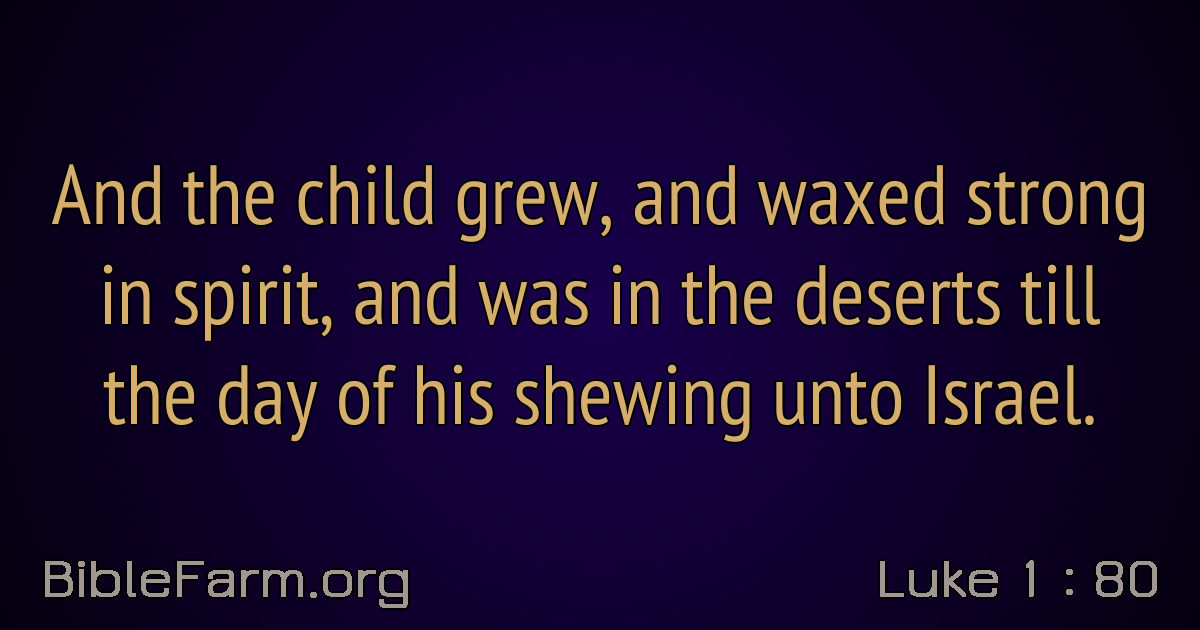 And the child grew, and waxed strong
in spirit, and was in the deserts till
the day of his shewing unto Israel.
BibleFarm.org
Luke 1 : 80